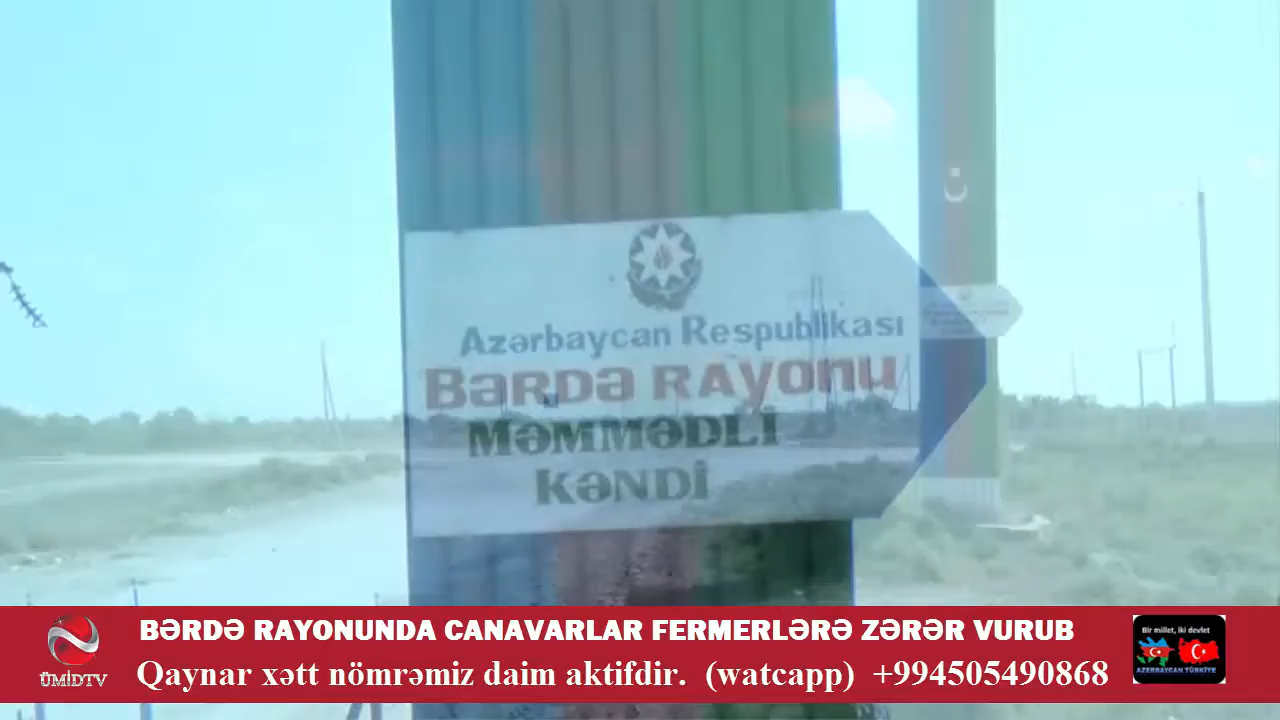 Azərbaycan Respublikası
Bərdə rayonu
Məmmədli
kəndi
BƏRDƏ RAYONUNDA CANAVARLAR FERMERLƏRƏ ZƏRƏR VURUB
Qaynar xətt nömrəmiz daim aktifdir. (watcapp) +994505490868
ÜMİDTV
Bir millet, iki devlet
AZERBAYCAN TÜRKİYE